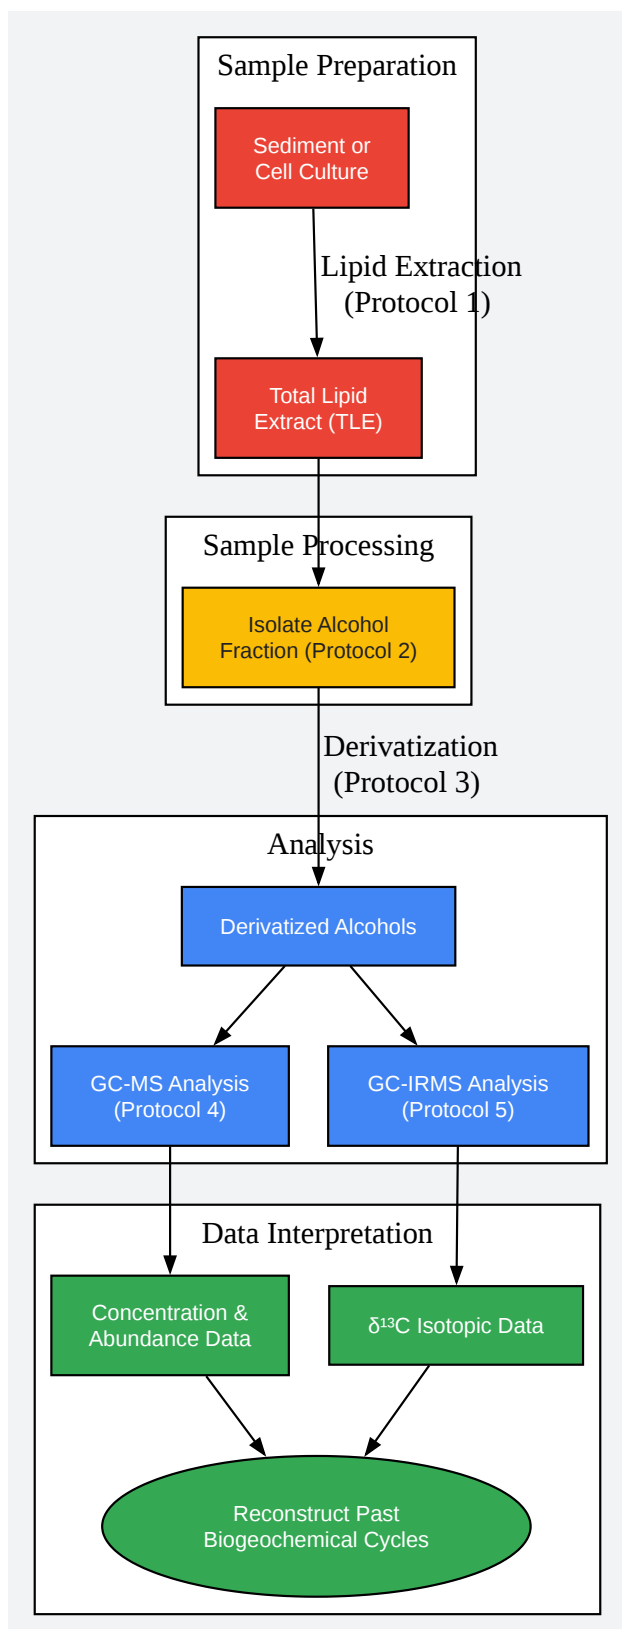 Sample Preparation
Sediment or
Cell Culture
Lipid Extraction
(Protocol 1)
Total Lipid
Extract (TLE)
Sample Processing
Isolate Alcohol
Fraction (Protocol 2)
Derivatization
(Protocol 3)
Analysis
Derivatized Alcohols
GC-MS Analysis
(Protocol 4)
GC-IRMS Analysis
(Protocol 5)
Data Interpretation
Concentration &
Abundance Data
δ¹³C Isotopic Data
Reconstruct Past
Biogeochemical Cycles